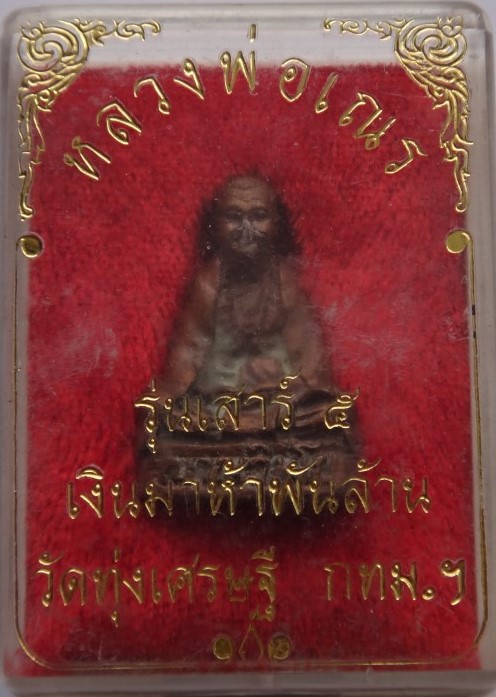 หลวงพ่อเณร
รุ่นเสาร์ ๕
เงินมาห้าพันล้าน
วัดทุ่งเศรษฐี กทม.ฯ